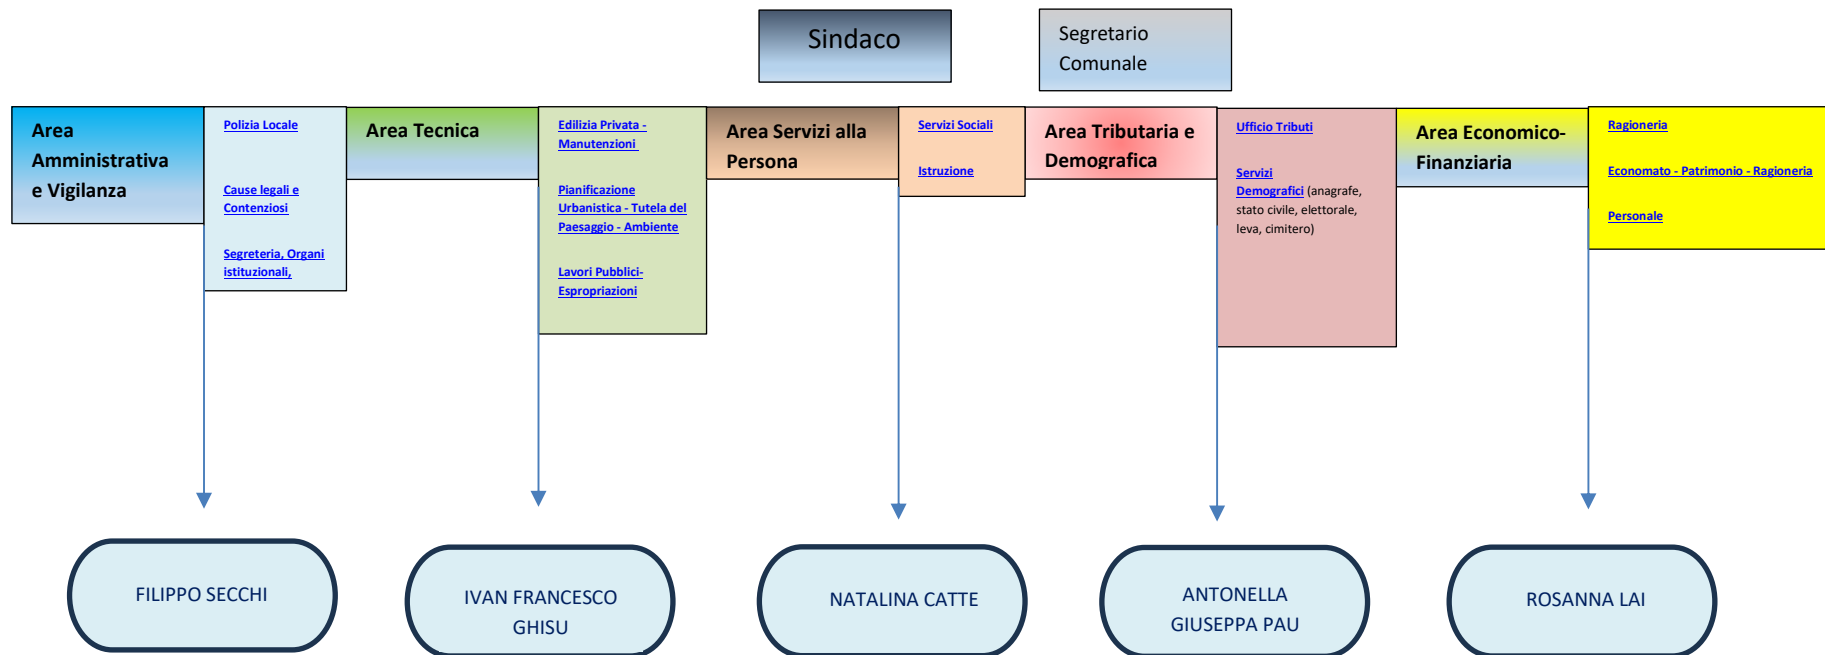 Sindaco
Segretario
Comunale
Area
Amministrativa
e Vigilanza
Polizia Locale
Cause legali e
Contenziosi
Segreteria, Organi
istituzionali,
Area Tecnica
Edilizia Privata -
Manutenzioni
Pianificazione
Urbanistica - Tutela del
Paesaggio - Ambiente
Lavori Pubblici-
Espropriazioni
Area Servizi alla
Persona
Servizi Sociali
Istruzione
Area Tributaria e
Demografica
Ufficio Tributi
Servizi
Demografici (anagrafe,
stato civile, elettorale,
leva, cimitero)
Area Economico-
Finanziaria
Ragioneria
Economato - Patrimonio - Ragioneria
Personale
FILIPPO SECCHI
IVAN FRANCESCO
GHISU
NATALINA CATTE
ANTONELLA
GIUSEPPA PAU
ROSANNA LAI